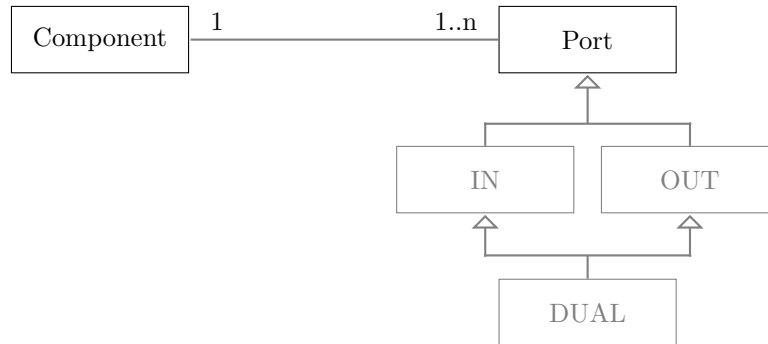 Component
1
1..n
Port
IN
OUT
DUAL